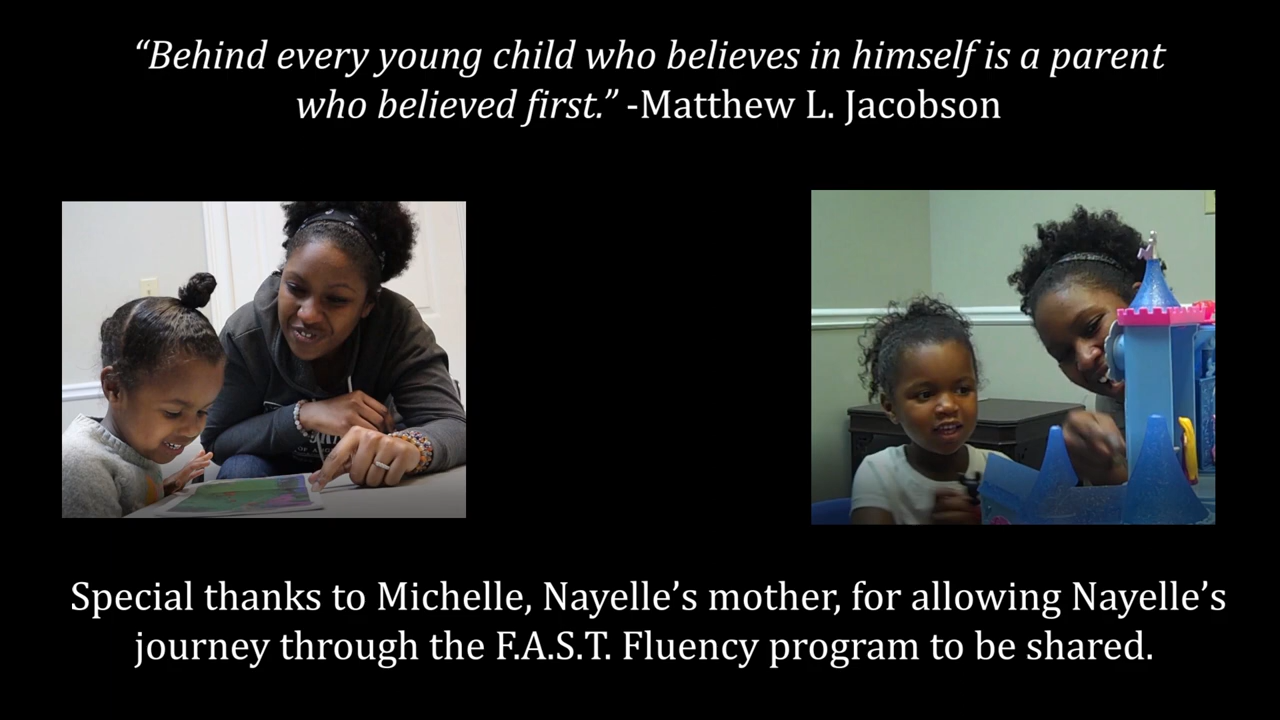 “Behind every young child who believes in himself is a parent
who believed first.” -Matthew L. Jacobson
Special thanks to Michelle, Nayelle’s mother, for allowing Nayelle’s
journey through the F.A.S.T. Fluency program to be shared.